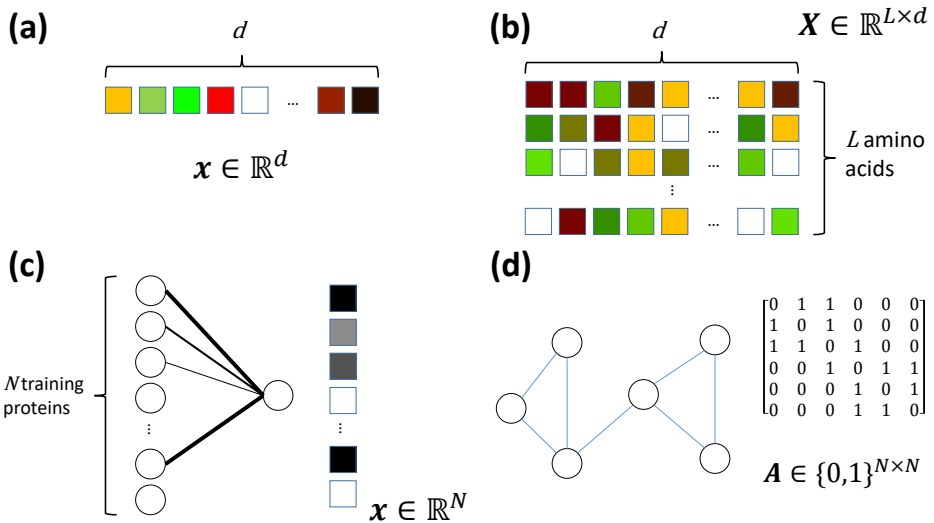 (a)
d
...
𝒙 ∈ ℝ^d
(b)
d
𝑿 ∈ ℝ^{L×d}
...
...
...
⋮
...
L amino
acids
(c)
N training
proteins
⋮
⋮
𝒙 ∈ ℝ^N
(d)
0 1 1 0 0 0
1 0 1 0 0 0
1 1 0 1 0 0
0 0 1 0 1 1
0 0 0 1 0 1
0 0 0 1 1 0
𝑨 ∈ {0,1}^{N×N}